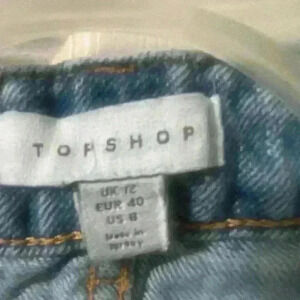 TOPSHOP
UK 12
EUR 40
US 8
Made in
Turkey